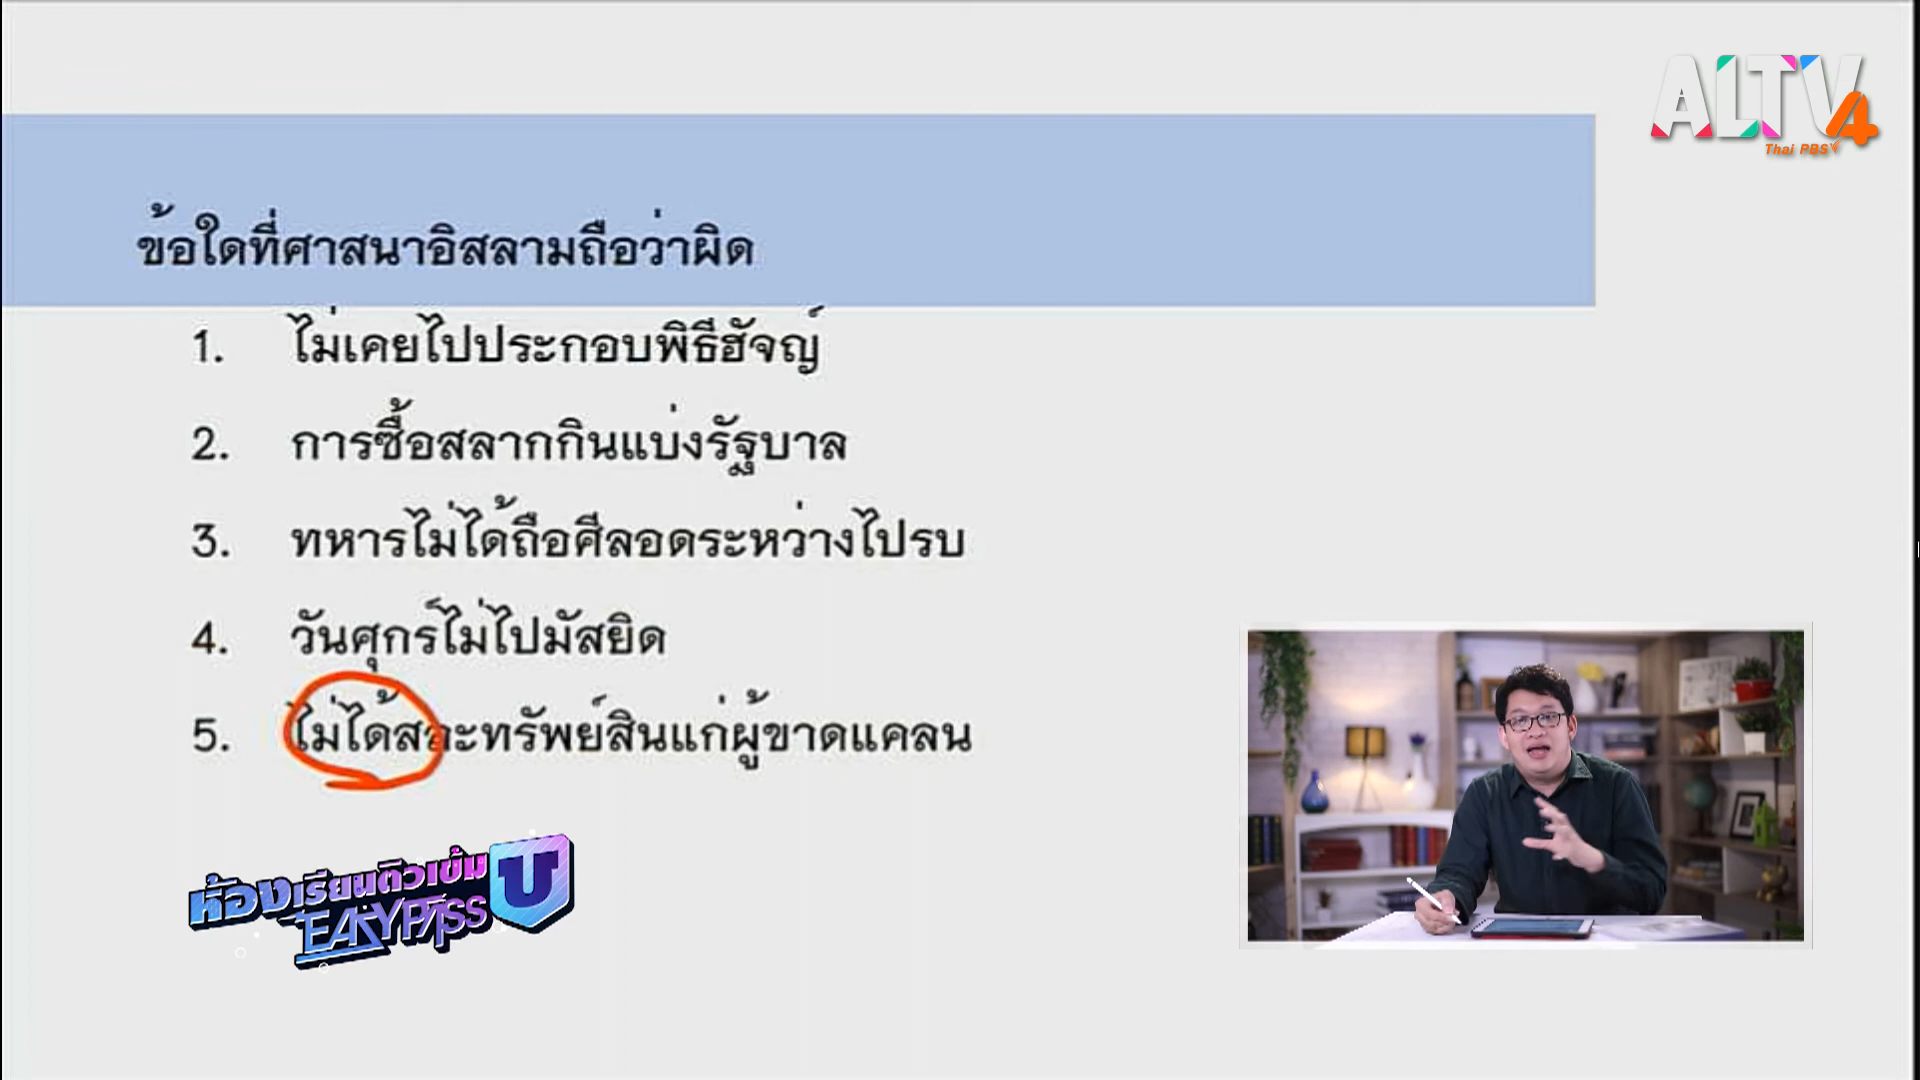 ALTV4
Thai PBS
ข้อใดที่ศาสนาอิสลามถือว่าผิด
1. ไม่เคยไปประกอบพิธีฮัจญ์
2. การซื้อสลากกินแบ่งรัฐบาล
3. ทหารไม่ได้ถือศีลอดระหว่างไปรบ
4. วันศุกร์ไม่ไปมัสยิด
5. ไม่ได้สละทรัพย์สินแก่ผู้ขาดแคลน
ห้องเรียนติวเข้ม U
EASY PASS